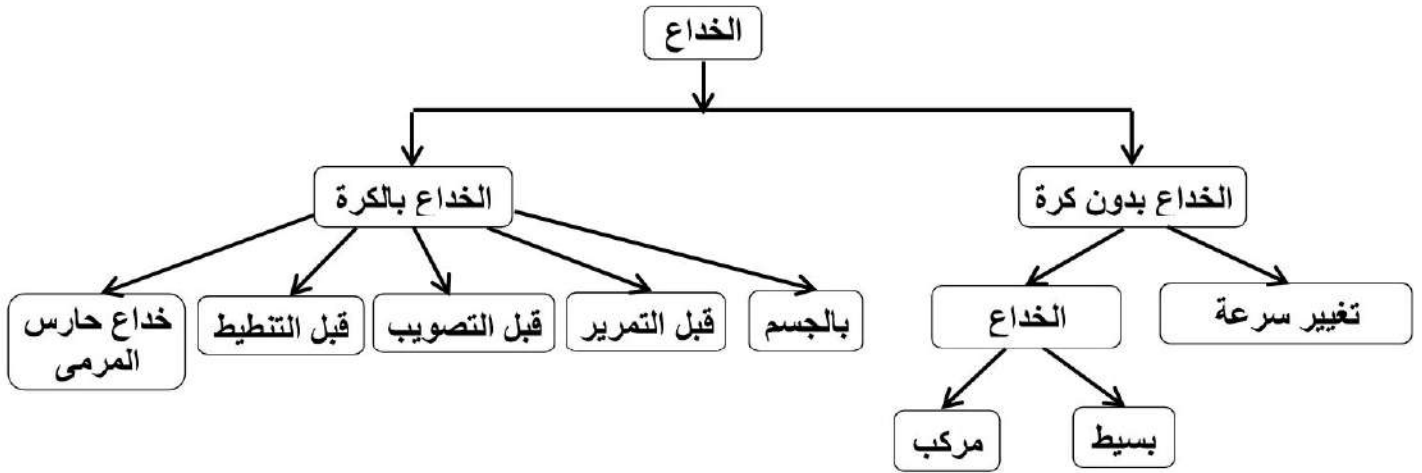 الخداع
الخداع بدون كرة
الخداع بالكرة
تغيير سرعة
الخداع
بالجسم
قبل التمرير
قبل التصويب
قبل التنطيط
خداع حارس
المرمى
بسيط
مركب